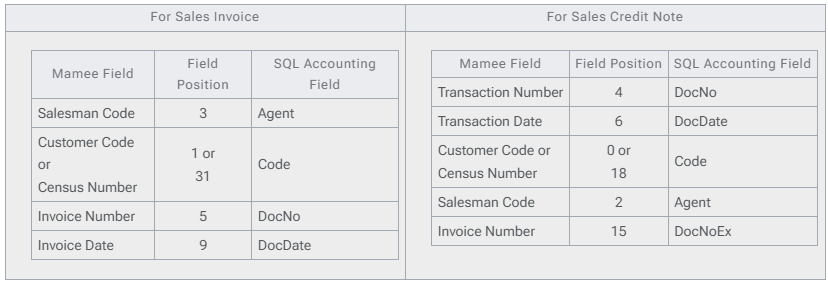 For Sales Invoice
Mamee Field Field Position SQL Accounting Field
Salesman Code 3 Agent
Customer Code or Census Number 1 or 31 Code
Invoice Number 5 DocNo
Invoice Date 9 DocDate
For Sales Credit Note
Mamee Field Field Position SQL Accounting Field
Transaction Number 4 DocNo
Transaction Date 6 DocDate
Customer Code or Census Number 0 or 18 Code
Salesman Code 2 Agent
Invoice Number 15 DocNoEx